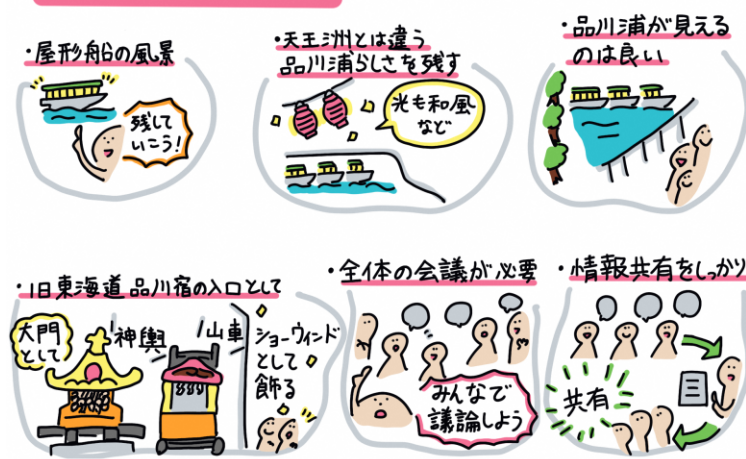 ・屋形船の風景
残して
いこう！
・天王洲とは違う
品川浦らしさを残す
光も和風
など
・品川浦が見える
のは良い
・旧東海道品川宿の入口として
大門
として
神輿
山車
ショーウィンド
として
飾る
・全体の会議が必要
みんなで
議論しよう
・情報共有をしっかり
共有